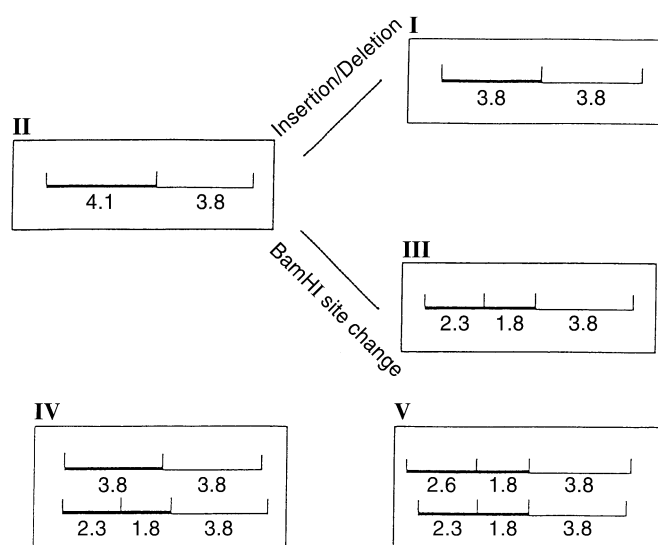 I
Insertion/Deletion
3.8 3.8
II
4.1 3.8
BamHI site change
III
2.3 1.8 3.8
IV
3.8 3.8
2.3 1.8 3.8
V
2.6 1.8 3.8
2.3 1.8 3.8